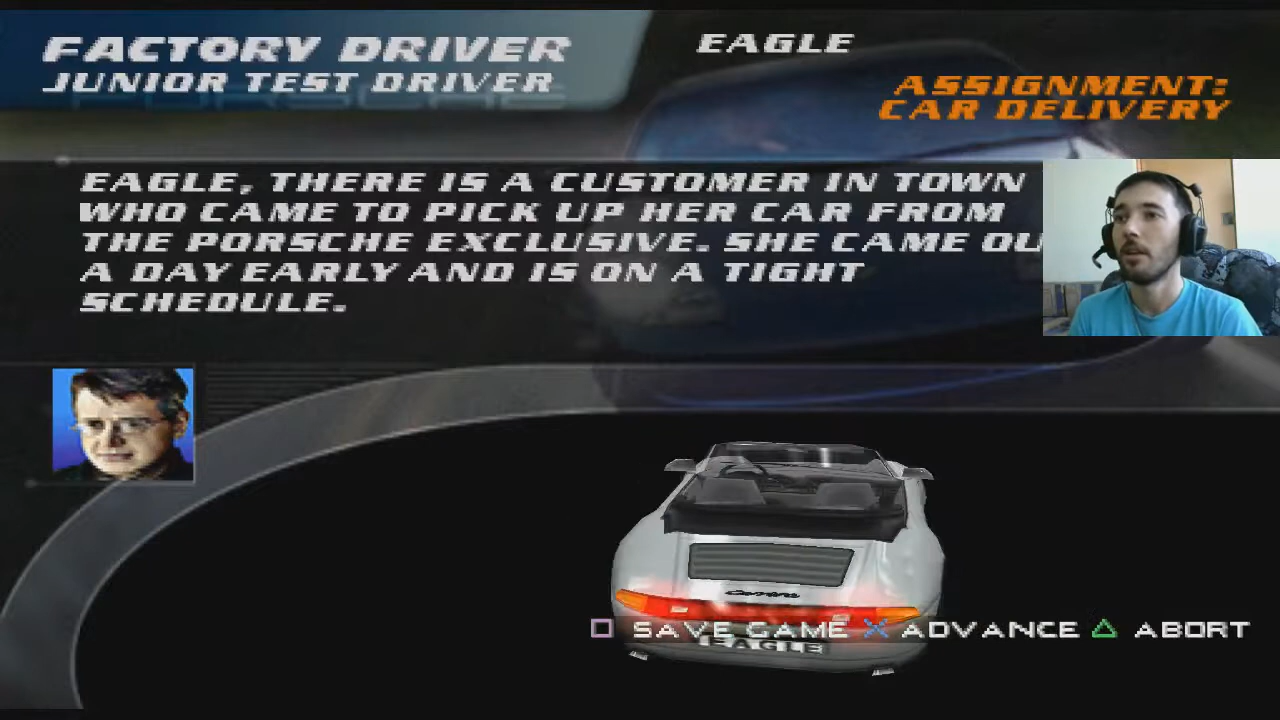 FACTORY DRIVER
JUNIOR TEST DRIVER
EAGLE
ASSIGNMENT:
CAR DELIVERY
EAGLE, THERE IS A CUSTOMER IN TOWN
WHO CAME TO PICK UP HER CAR FROM
THE PORSCHE EXCLUSIVE. SHE CAME OU
A DAY EARLY AND IS ON A TIGHT
SCHEDULE.
Carrera
EAGLE
SAVE GAME ADVANCE ABORT